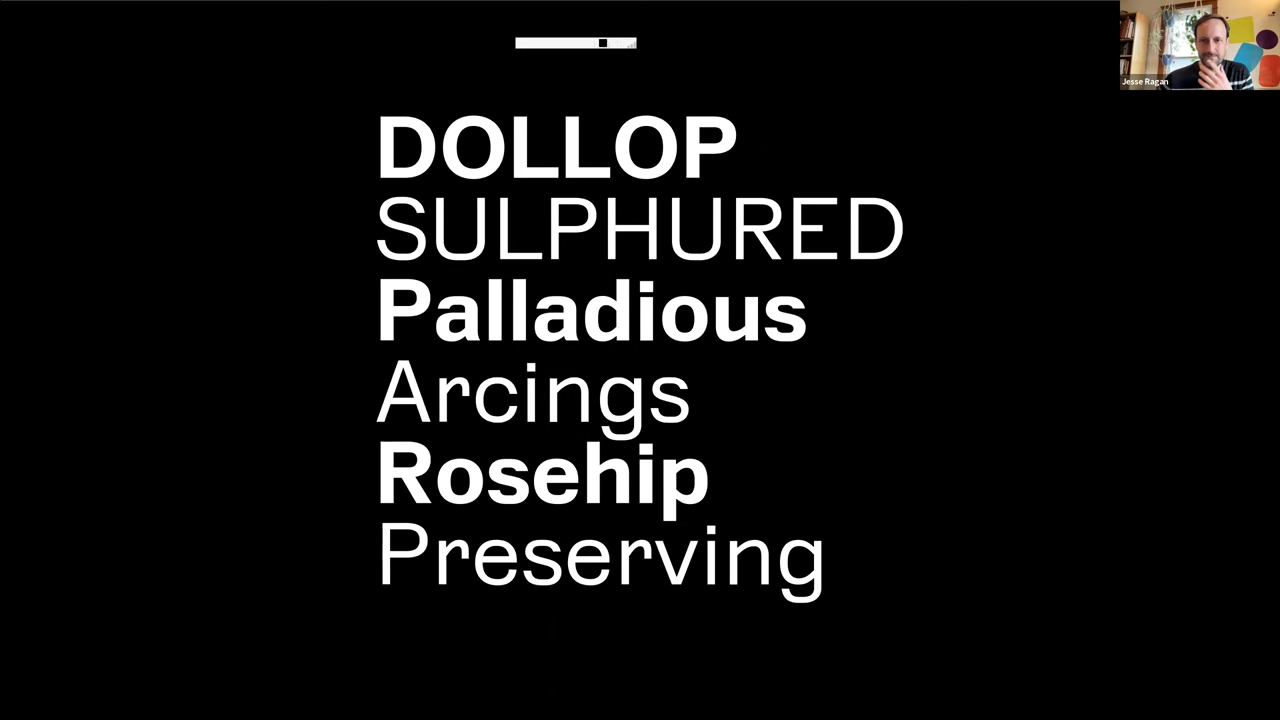 DOLLOP
SULPHURED
Palladious
Arcings
Rosehip
Preserving
Jesse Ragan